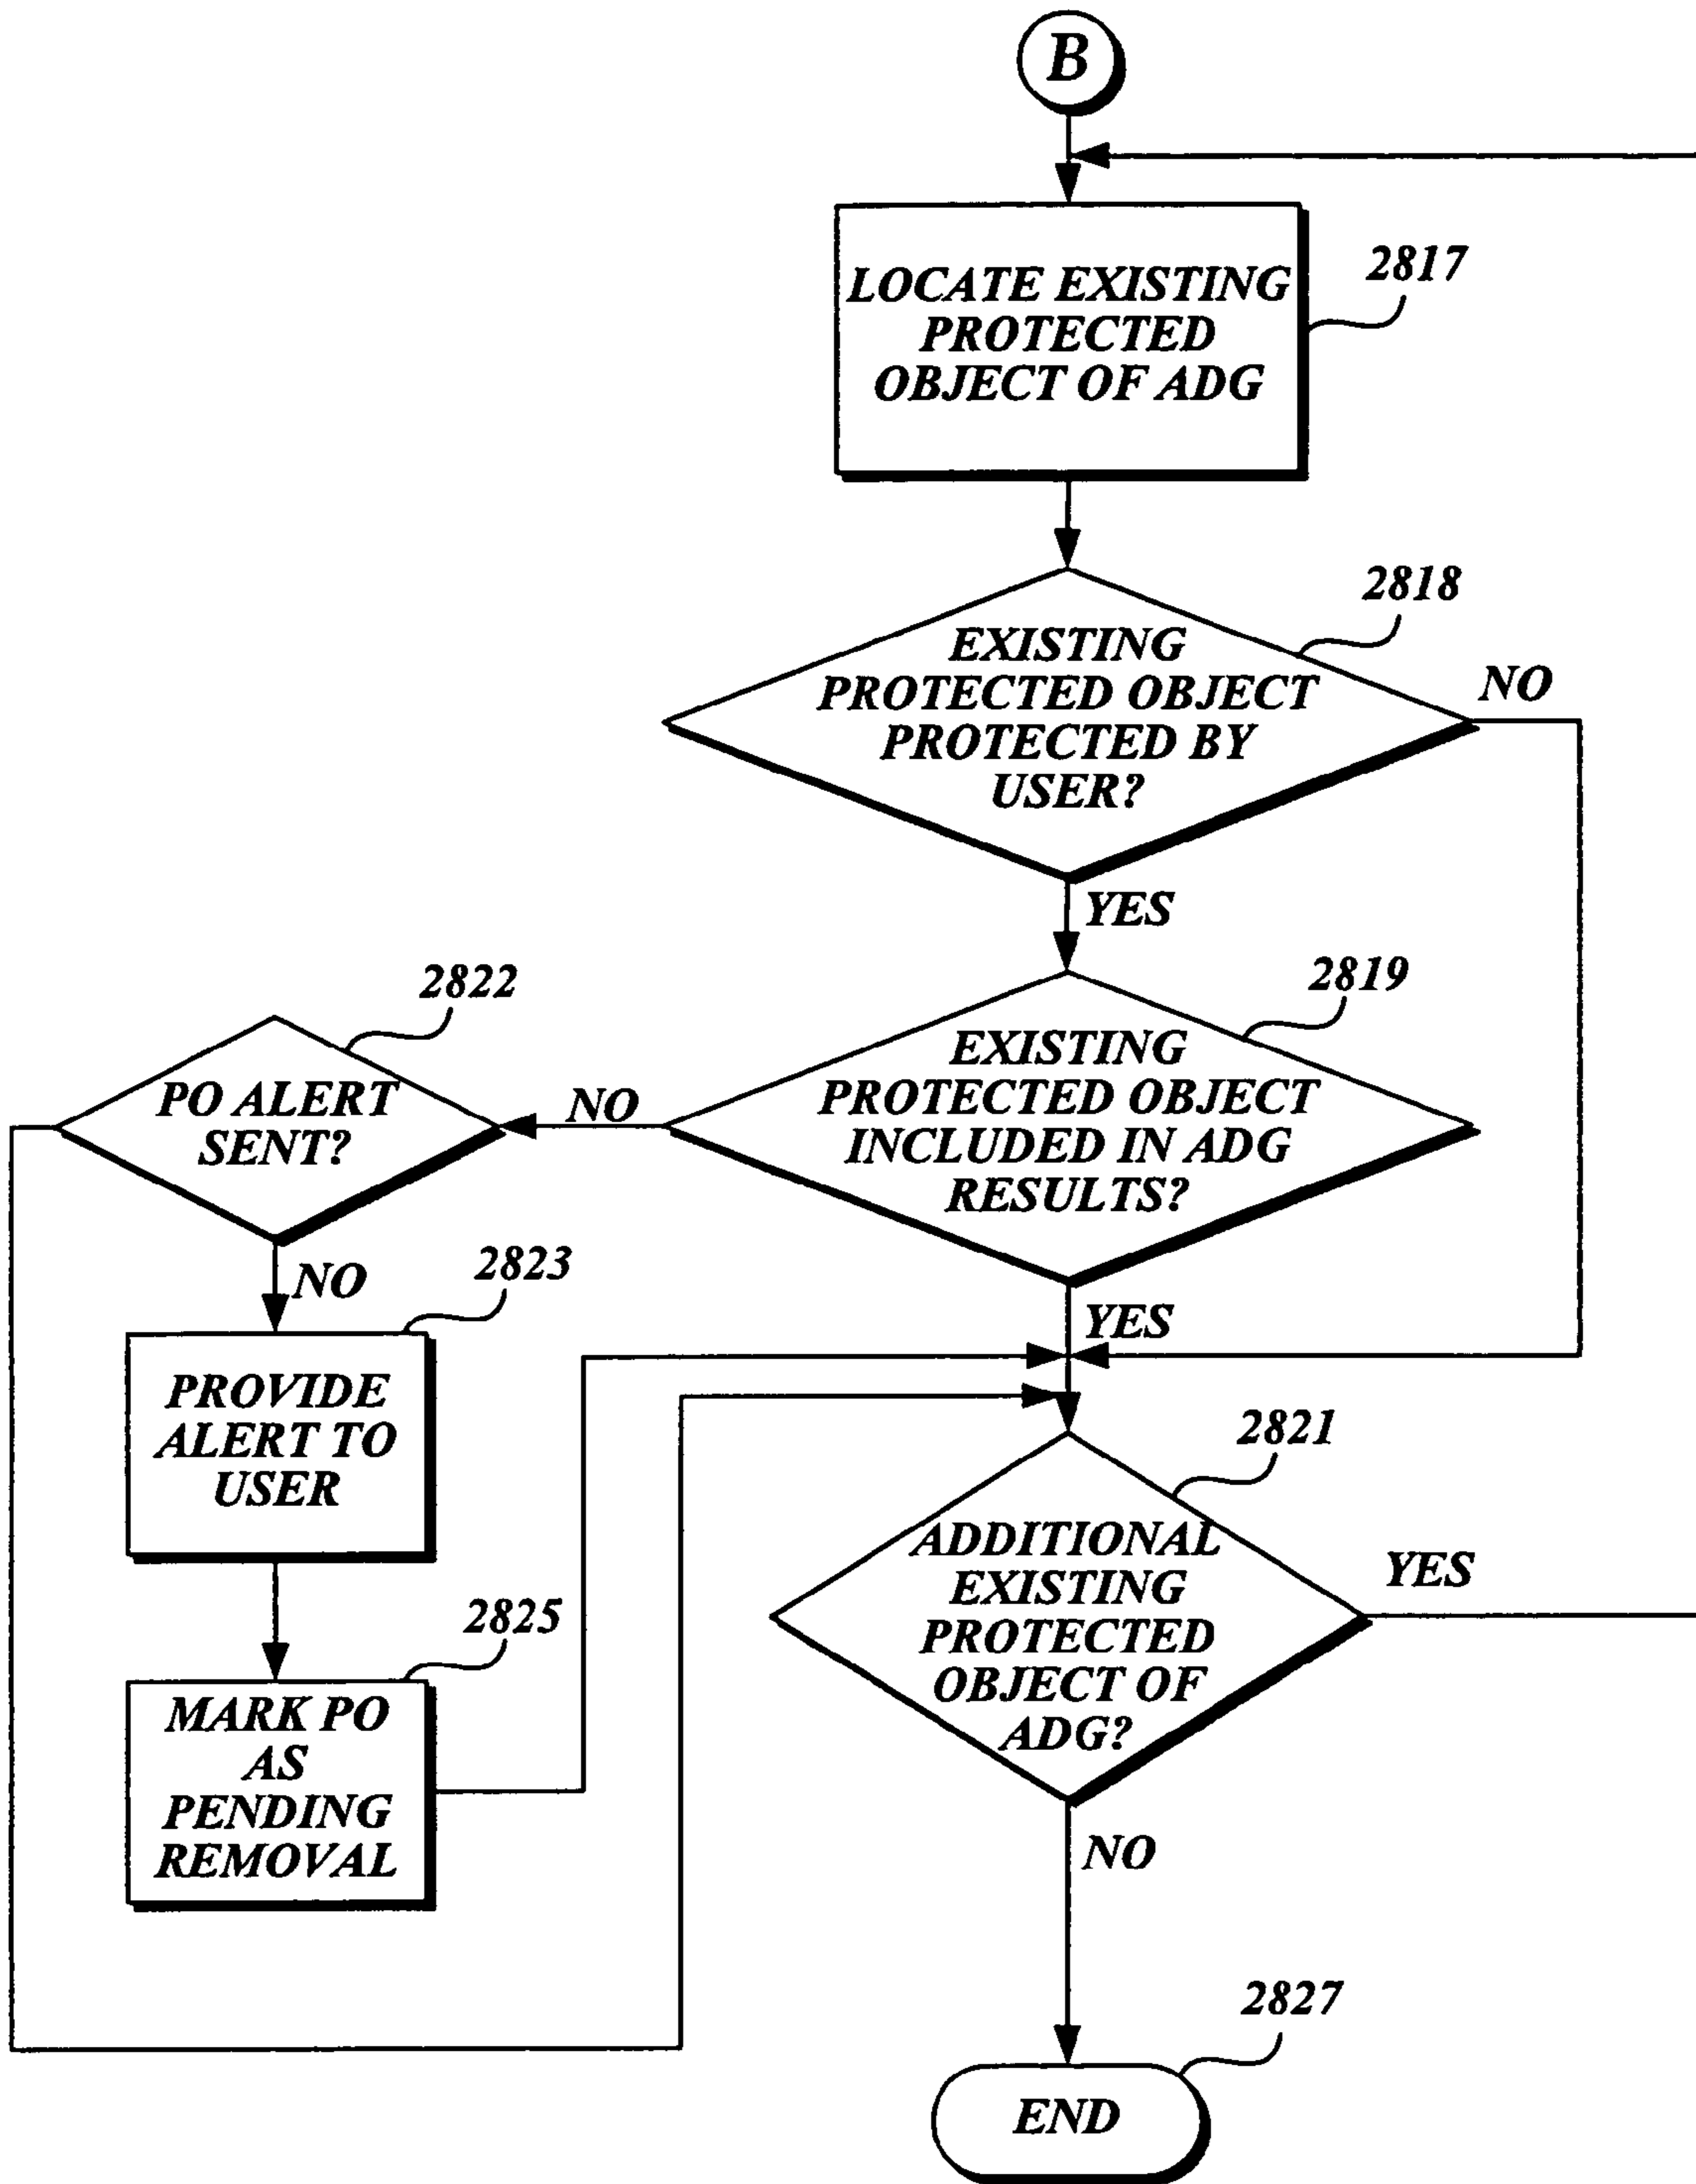 B
LOCATE EXISTING
PROTECTED
OBJECT OF ADG
2817
EXISTING
PROTECTED OBJECT
PROTECTED BY
USER?
2818
NO
YES
EXISTING
PROTECTED OBJECT
INCLUDED IN ADG
RESULTS?
2819
NO
YES
PO ALERT
SENT?
2822
NO
PROVIDE
ALERT TO
USER
2823
MARK PO
AS
PENDING
REMOVAL
2825
ADDITIONAL
EXISTING
PROTECTED
OBJECT OF
ADG?
2821
YES
NO
END
2827